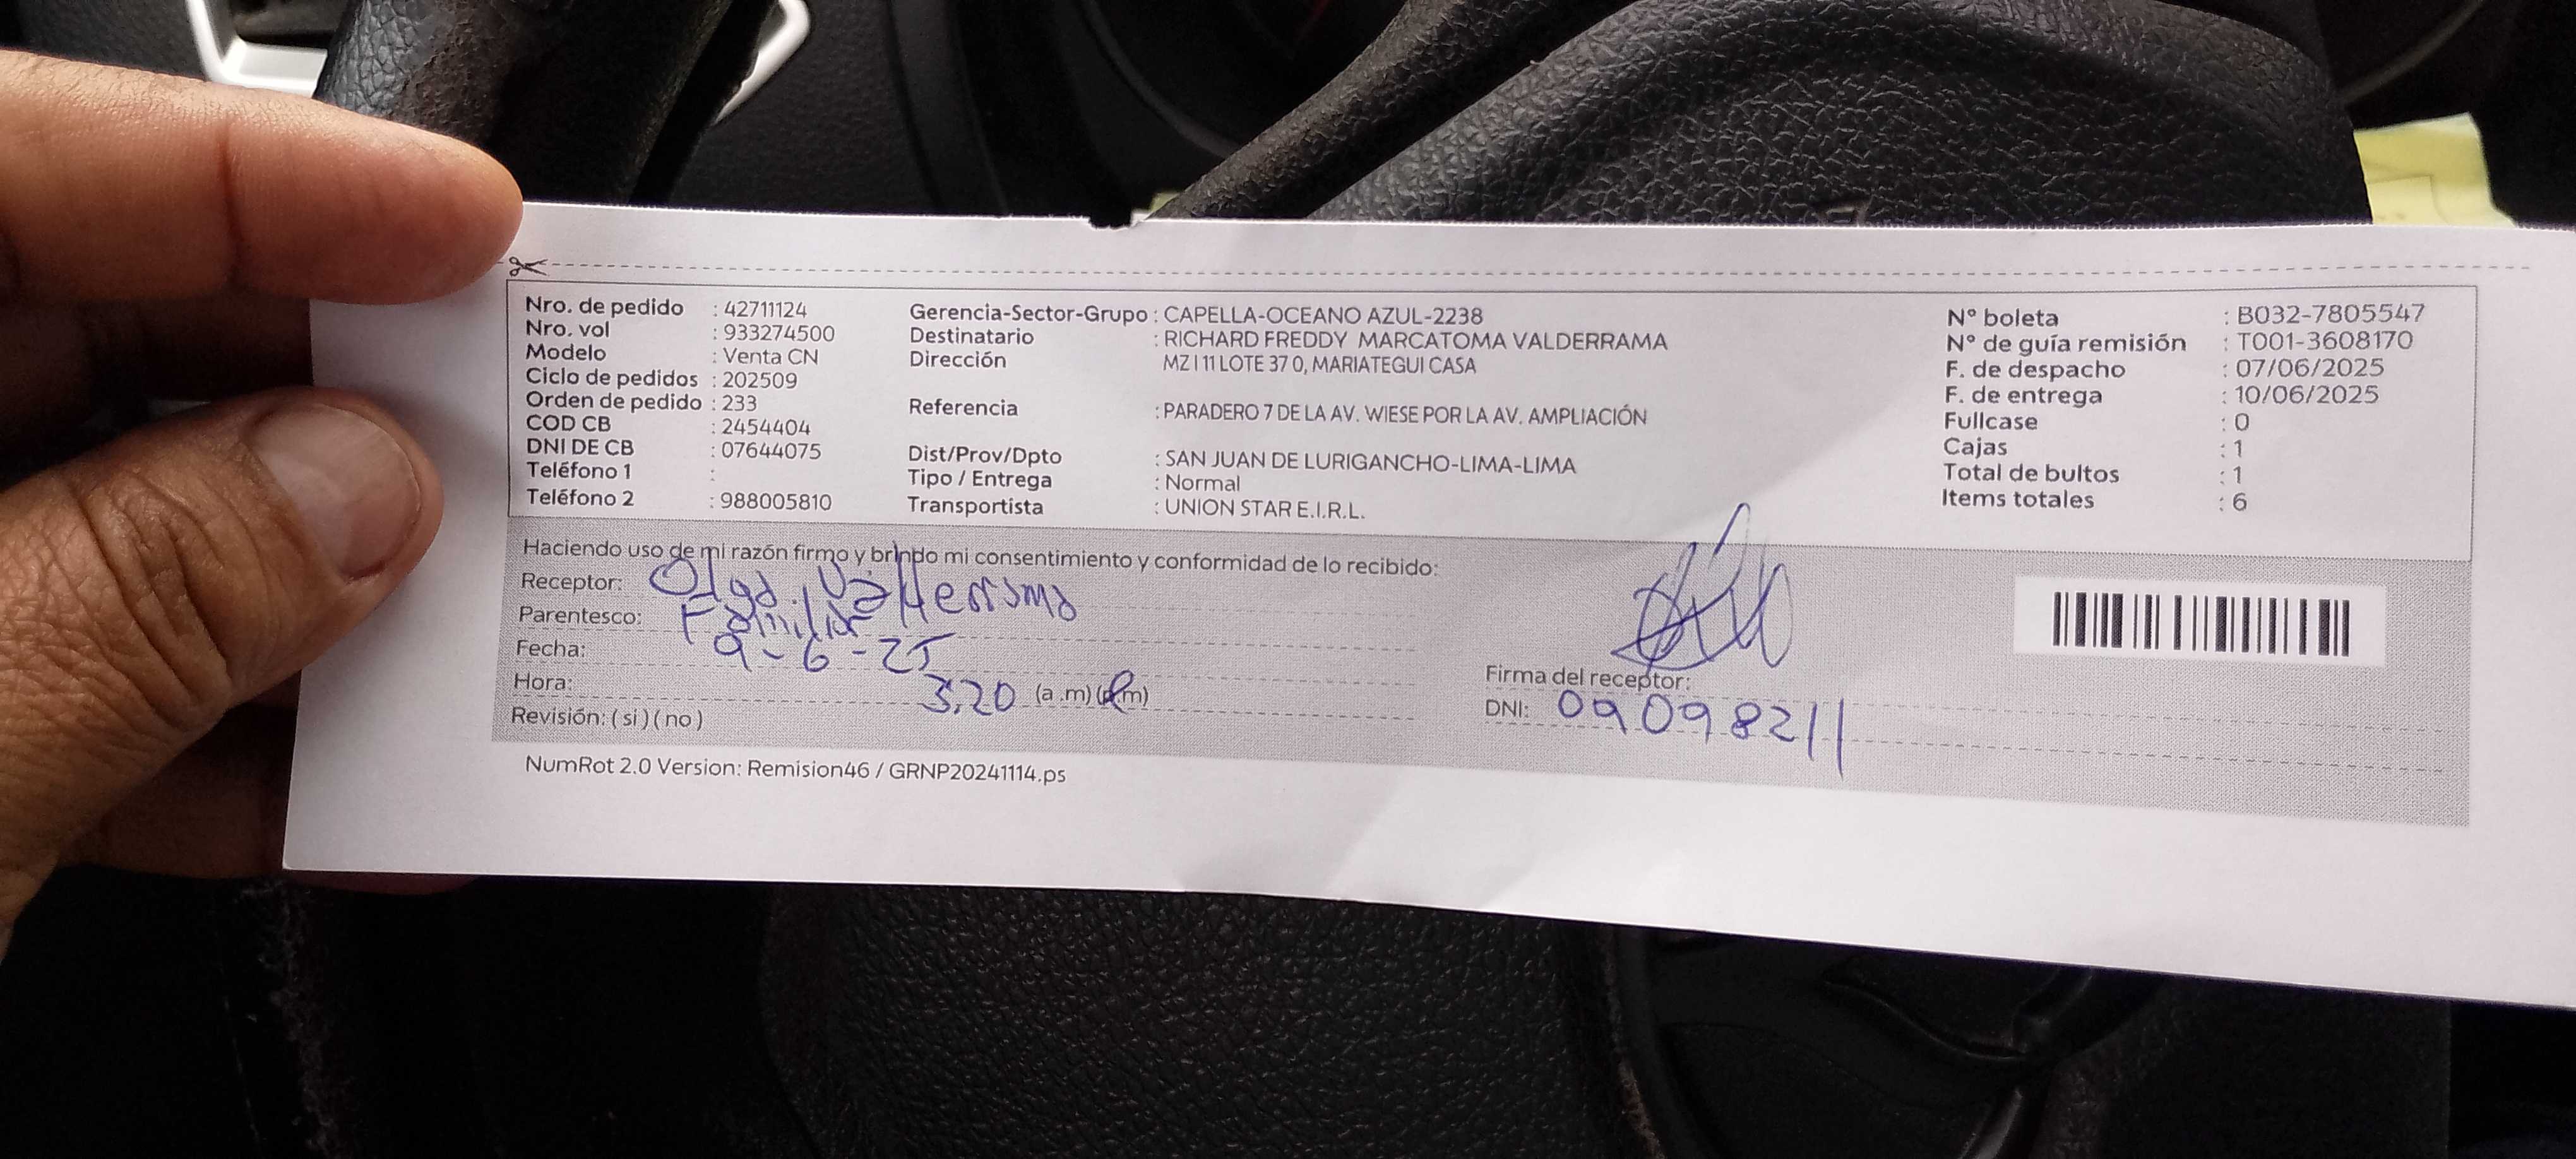 Nro. de pedido : 42711124
Nro. vol : 933274500
Modelo : Venta CN
Ciclo de pedidos : 202509
Orden de pedido : 233
COD CB : 2454404
DNI DE CB : 07644075
Teléfono 1 :
Teléfono 2 : 988005810
Gerencia-Sector-Grupo : CAPELLA-OCEANO AZUL-2238
Destinatario : RICHARD FREDDY MARCATOMA VALDERRAMA
Dirección MZ I 11 LOTE 37 0, MARIATEGUI CASA
Referencia : PARADERO 7 DE LA AV. WIESE POR LA AV. AMPLIACIÓN
Dist/Prov/Dpto : SAN JUAN DE LURIGANCHO-LIMA-LIMA
Tipo / Entrega : Normal
Transportista : UNION STAR E.I.R.L.
N° boleta : B032-7805547
N° de guía remisión : T001-3608170
F. de despacho : 07/06/2025
F. de entrega : 10/06/2025
Fullcase : 0
Cajas : 1
Total de bultos : 1
Items totales : 6
Haciendo uso de mi razón firmo y brindo mi consentimiento y conformidad de lo recibido:
Receptor: Olga
Parentesco: Familiar
Fecha: 9-6-25
Hora: 3,20 (a .m) (p.m)
Revisión: ( si ) ( no )
Firma del receptor:
DNI: 09098211
NumRot 2.0 Version: Remision46 / GRNP20241114.ps